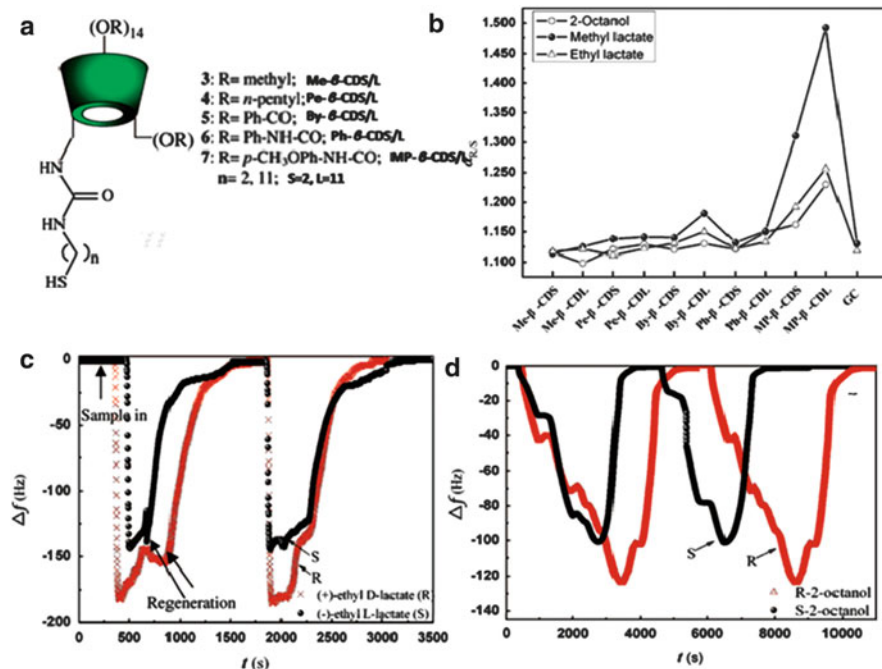 a
(OR)14
(OR)
HN
O
HN
( )n
HS
3 R= methyl; Me-β-CDS/L
4 R= n-pentyl; Pe-β-CDS/L
5 R= Ph-CO; By-β-CDS/L
6 R= Ph-NH-CO; Ph-β-CDS/L
7 R= p-CH3OPh-NH-CO; MP-β-CDS/L
n= 2, 11; S=2, L=11
b
2-Octanol
Methyl lactate
Ethyl lactate
αR/S
1.500
1.450
1.400
1.350
1.300
1.250
1.200
1.150
1.100
Me-β-CDS
Me-β-CDL
Pe-β-CDS
Pe-β-CDL
By-β-CDS
By-β-CDL
Ph-β-CDS
Ph-β-CDL
MP-β-CDS
MP-β-CDL
GC
c
0
-50
-100
-150
-200
Δf (Hz)
Sample in
Regeneration
S
R
(+)-ethyl D-lactate (R)
(-)-ethyl L-lactate (S)
0 500 1000 1500 2000 2500 3000 3500
t (s)
d
0
-20
-40
-60
-80
-100
-120
-140
Δf (Hz)
~
S
R
R-2-octanol
S-2-octanol
0 2000 4000 6000 8000 10000
t (s)